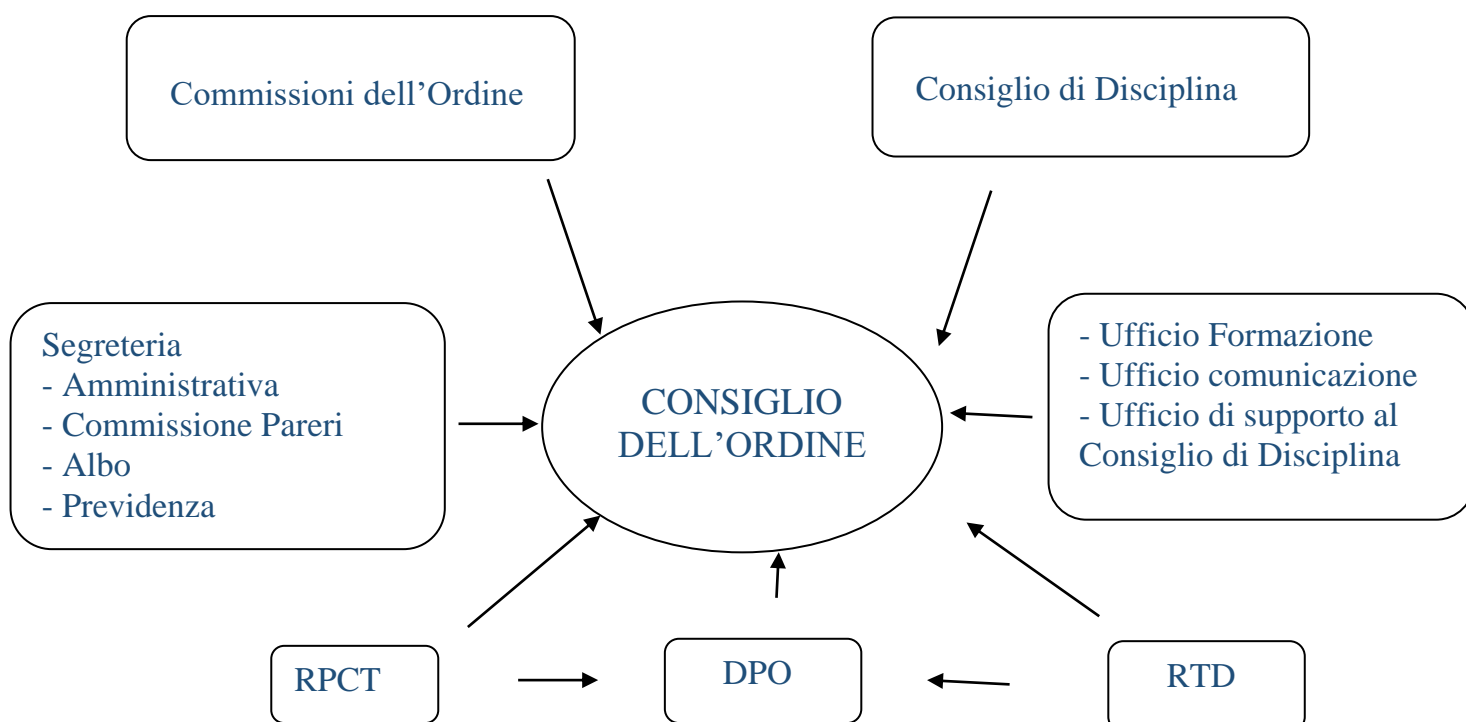 Commissioni dell’Ordine
Consiglio di Disciplina
Segreteria
- Amministrativa
- Commissione Pareri
- Albo
- Previdenza
CONSIGLIO
DELL’ORDINE
- Ufficio Formazione
- Ufficio comunicazione
- Ufficio di supporto al
Consiglio di Disciplina
RPCT
DPO
RTD